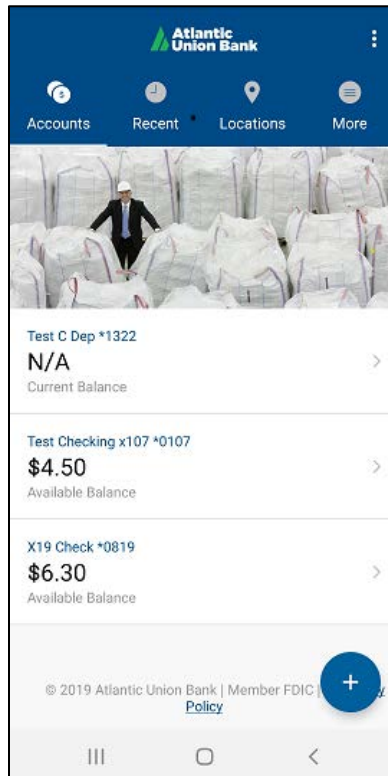 Atlantic
Union Bank
Accounts Recent Locations More
Test C Dep *1322
N/A
Current Balance
Test Checking x107 *0107
$4.50
Available Balance
X19 Check *0819
$6.30
Available Balance
+
© 2019 Atlantic Union Bank | Member FDIC |
Policy